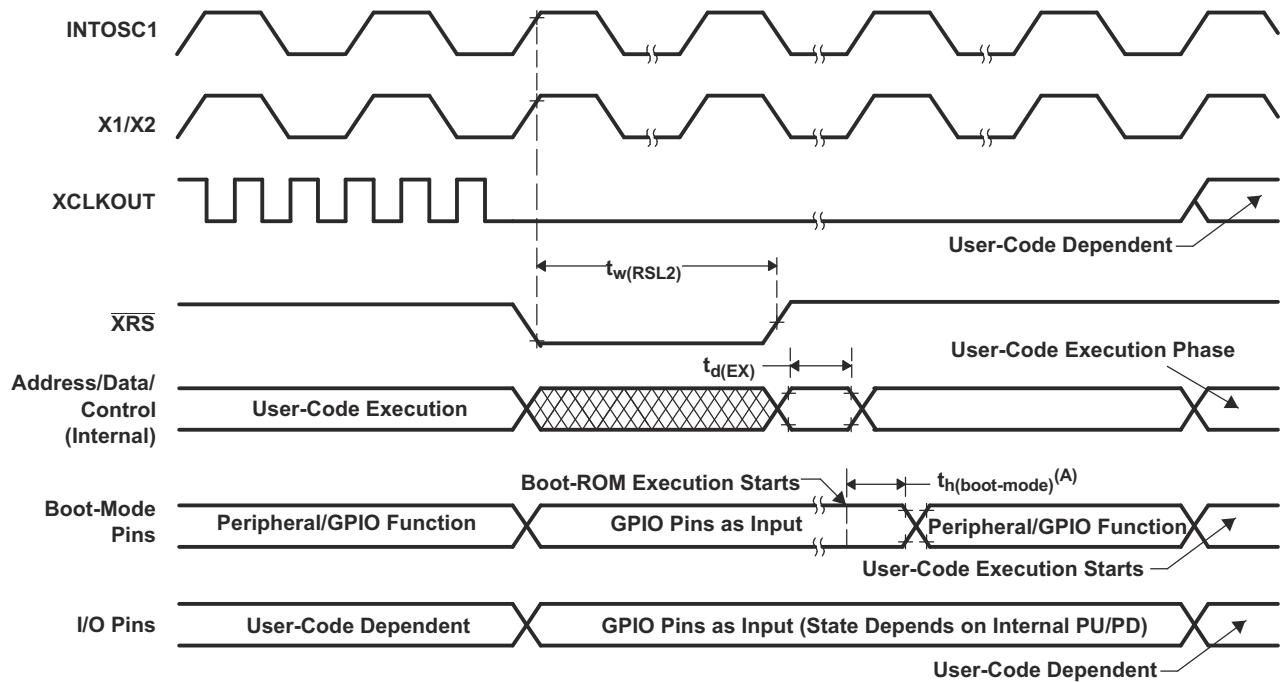 INTOSC1
X1/X2
XCLKOUT
User-Code Dependent
tw(RSL2)
XRS
User-Code Execution Phase
td(EX)
Address/Data/
Control
(Internal)
User-Code Execution
Boot-ROM Execution Starts
th(boot-mode)(A)
Boot-Mode
Pins
Peripheral/GPIO Function
GPIO Pins as Input
Peripheral/GPIO Function
User-Code Execution Starts
I/O Pins
User-Code Dependent
GPIO Pins as Input (State Depends on Internal PU/PD)
User-Code Dependent